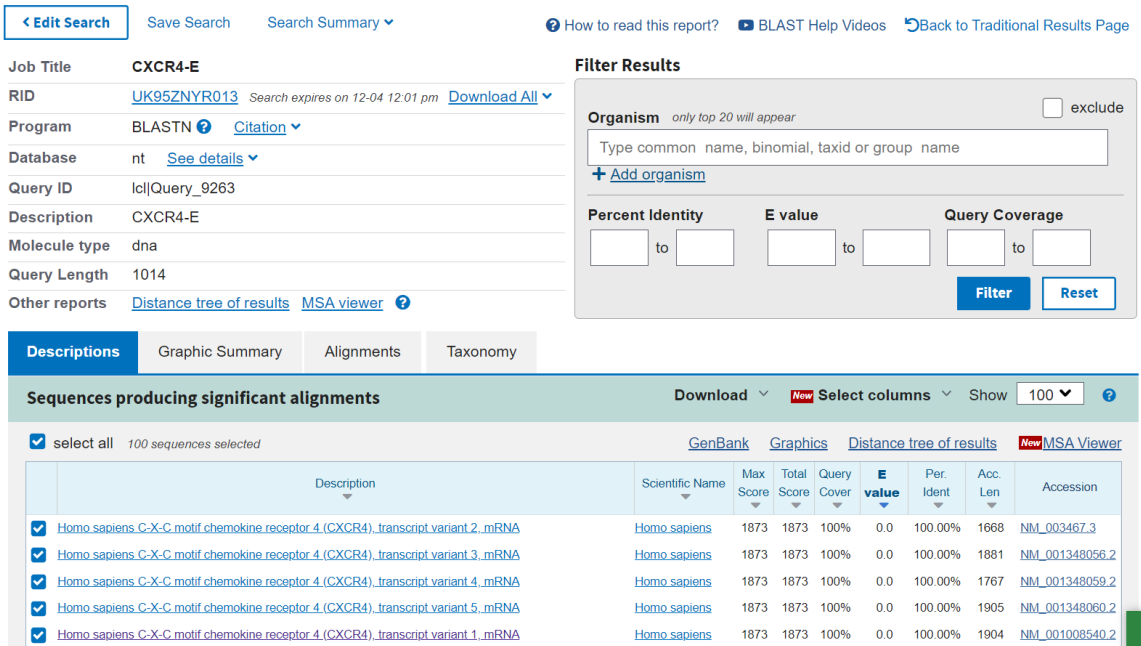 Edit Search Save Search Search Summary How to read this report? BLAST Help Videos Back to Traditional Results Page
Job Title CXCR4-E
RID UK95ZNYR013 Search expires on 12-04 12:01 pm Download All
Program BLASTN Citation
Database nt See details
Query ID lcl|Query_9263
Description CXCR4-E
Molecule type dna
Query Length 1014
Other reports Distance tree of results MSA viewer
Filter Results
Organism only top 20 will appear exclude
Type common name, binomial, taxid or group name
Add organism
Percent Identity E value Query Coverage
to to to
Filter Reset
Descriptions Graphic Summary Alignments Taxonomy
Sequences producing significant alignments Download New Select columns Show 100
select all 100 sequences selected GenBank Graphics Distance tree of results New MSA Viewer
Description Scientific Name Max Score Total Score Query Cover E value Per. Ident Acc. Len Accession
Homo sapiens C-X-C motif chemokine receptor 4 (CXCR4), transcript variant 2, mRNA Homo sapiens 1873 1873 100% 0.0 100.00% 1668 NM_003467.3
Homo sapiens C-X-C motif chemokine receptor 4 (CXCR4), transcript variant 3, mRNA Homo sapiens 1873 1873 100% 0.0 100.00% 1881 NM_001348056.2
Homo sapiens C-X-C motif chemokine receptor 4 (CXCR4), transcript variant 4, mRNA Homo sapiens 1873 1873 100% 0.0 100.00% 1767 NM_001348059.2
Homo sapiens C-X-C motif chemokine receptor 4 (CXCR4), transcript variant 5, mRNA Homo sapiens 1873 1873 100% 0.0 100.00% 1905 NM_001348060.2
Homo sapiens C-X-C motif chemokine receptor 4 (CXCR4), transcript variant 1, mRNA Homo sapiens 1873 1873 100% 0.0 100.00% 1904 NM_001008540.2